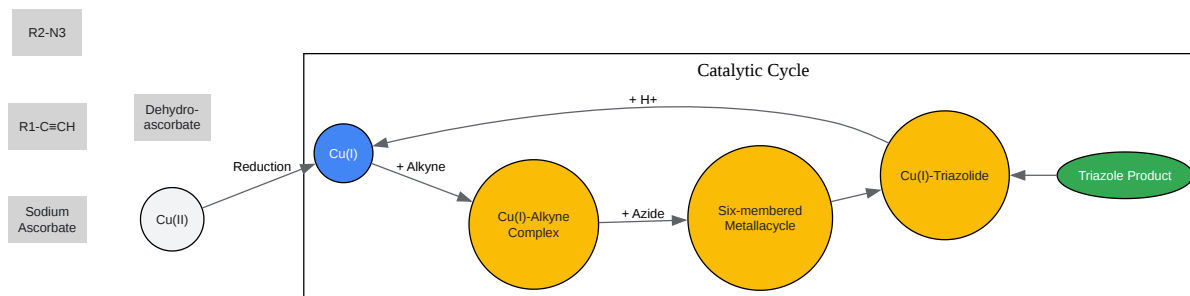 R2-N3
Catalytic Cycle
R1-C≡CH
Dehydro-
ascorbate
+ H+
Reduction
Cu(I)
+ Alkyne
Cu(I)-Triazolide
Triazole Product
Sodium
Ascorbate
Cu(II)
Cu(I)-Alkyne
Complex
+ Azide
Six-membered
Metallacycle